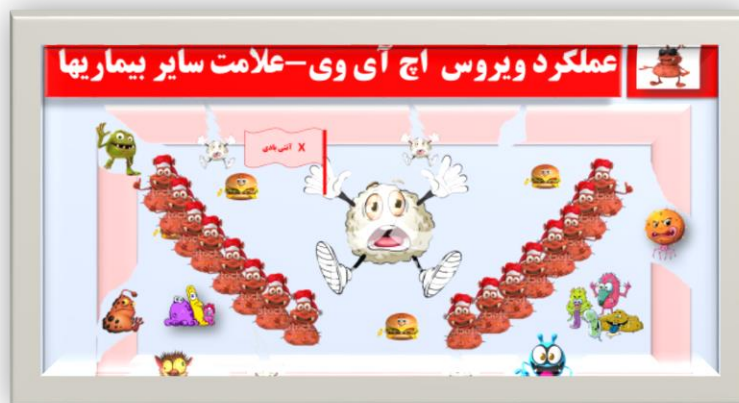 عملکرد ویروس اچ آی وی-علامت سایر بیماریها
X آنتی بادی